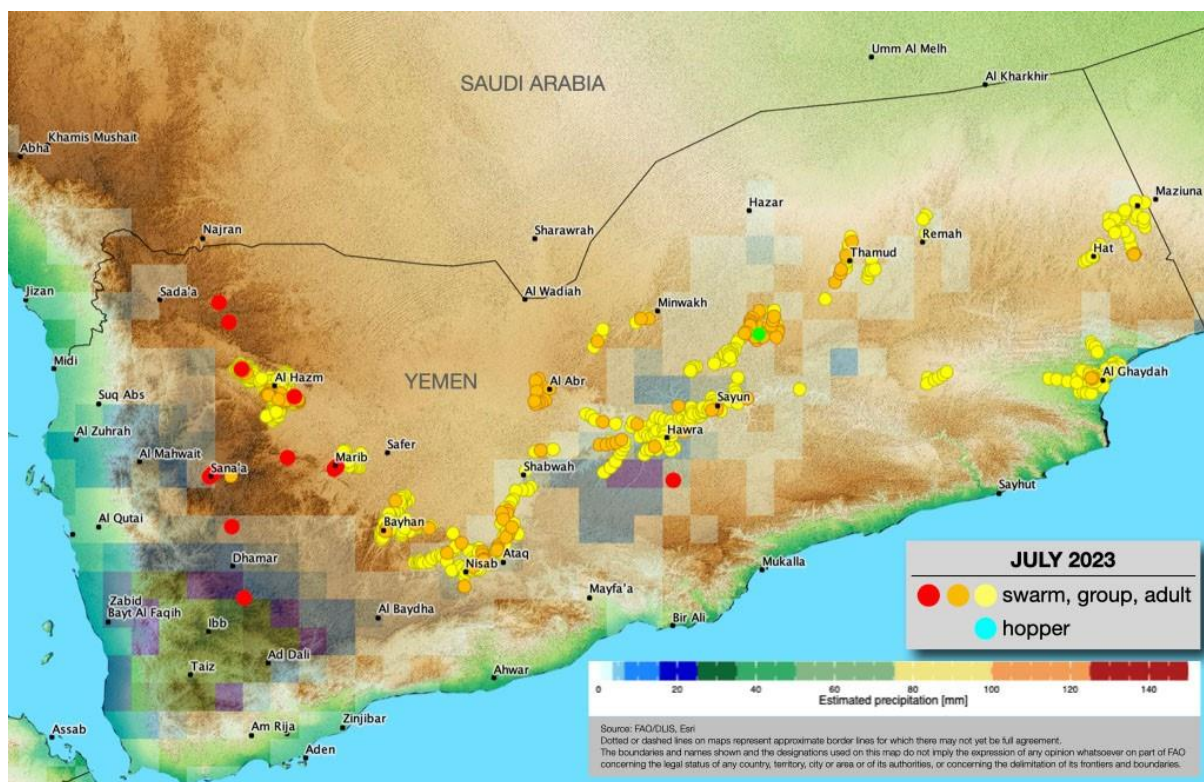 Umm Al Melh
SAUDI ARABIA
Al Kharkhir
Khamis Mushait
Abha
Maziuna
Hazar
Najran
Sharawrah
Remah
Thamud
Hat
Jizan
Sada'a
Al Wadiah
Minwakh
Midi
Al Hazm
YEMEN
Al Abr
Al Ghaydah
Suq Abs
Sayun
Al Zuhrah
Hawra
Al Mahwait
Safer
Marib
Sana'a
Shabwah
Sayhut
Al Qutai
Bayhan
Dhamar
Ataq
Nisab
Mukalla
Zabid
Bayt Al Faqih
Mayfa'a
Al Baydha
Bir Ali
Ibb
Ad Dali
Taiz
Ahwar
Am Rija
Zinjibar
Assab
Aden
JULY 2023
swarm, group, adult
hopper
0 20 40 60 80 100 120 140
Estimated precipitation [mm]
Source: FAO/DLIS, Esri
Dotted or dashed lines on maps represent approximate border lines for which there may not yet be full agreement.
The boundaries and names shown and the designations used on this map do not imply the expression of any opinion whatsoever on part of FAO
concerning the legal status of any country, territory, city or area or of its authorities, or concerning the delimitation of its frontiers and boundaries.